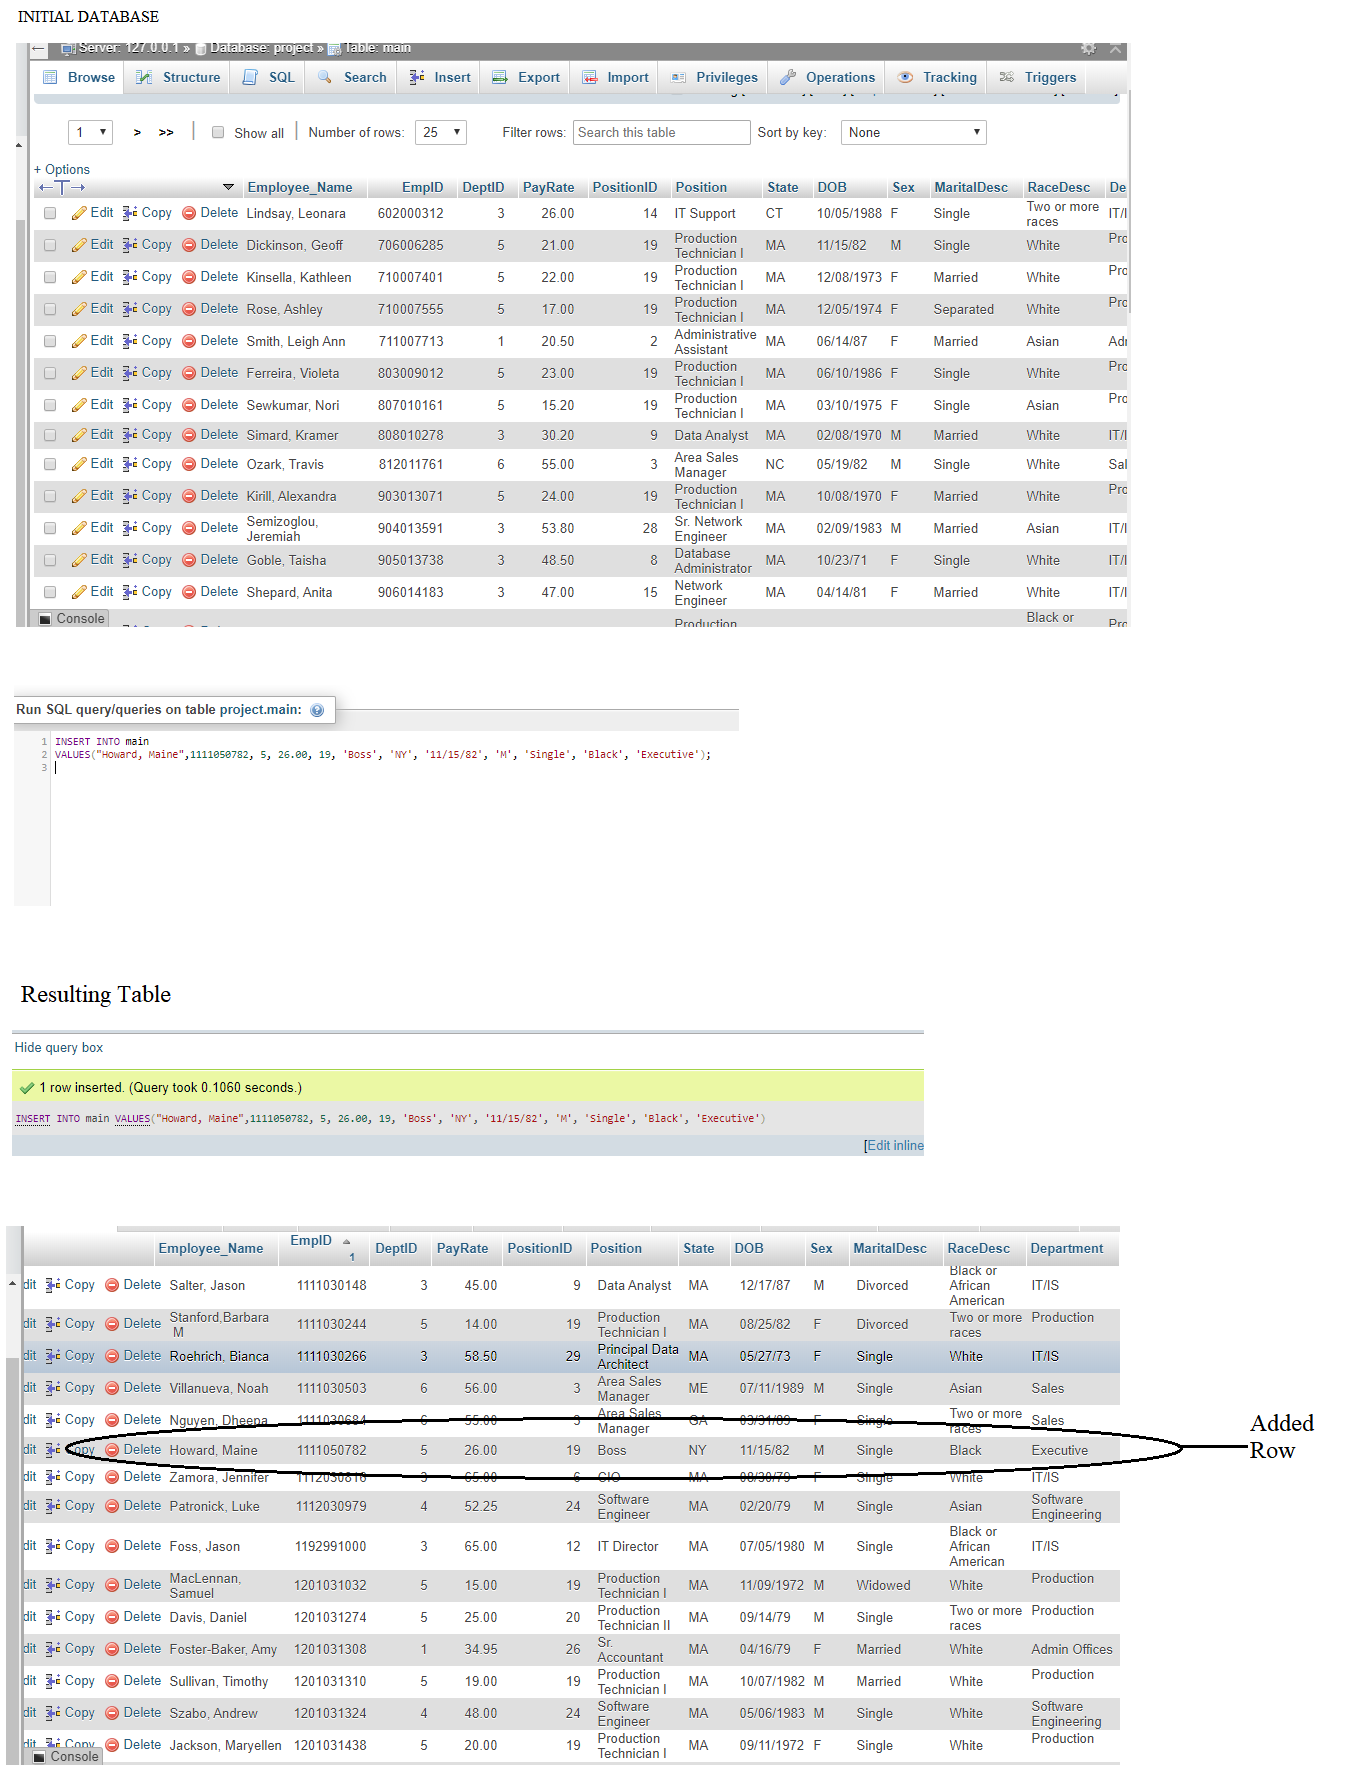 INITIAL DATABASE
Server: 127.0.0.1 » Database: project » Table: main
Browse Structure SQL Search Insert Export Import Privileges Operations Tracking Triggers
1 > >> Show all Number of rows: 25 Filter rows: Search this table Sort by key: None
+ Options
Employee_Name EmpID DeptID PayRate PositionID Position State DOB Sex MaritalDesc RaceDesc De
Edit Copy Delete Lindsay, Leonara 602000312 3 26.00 14 IT Support CT 10/05/1988 F Single Two or more races IT/I
Edit Copy Delete Dickinson, Geoff 706006285 5 21.00 19 Production Technician I MA 11/15/82 M Single White Pro
Edit Copy Delete Kinsella, Kathleen 710007401 5 22.00 19 Production Technician I MA 12/08/1973 F Married White Pro
Edit Copy Delete Rose, Ashley 710007555 5 17.00 19 Production Technician I MA 12/05/1974 F Separated White Pro
Edit Copy Delete Smith, Leigh Ann 711007713 1 20.50 2 Administrative Assistant MA 06/14/87 F Married Asian Adr
Edit Copy Delete Ferreira, Violeta 803009012 5 23.00 19 Production Technician I MA 06/10/1986 F Single White Pro
Edit Copy Delete Sewkumar, Nori 807010161 5 15.20 19 Production Technician I MA 03/10/1975 F Single Asian Pro
Edit Copy Delete Simard, Kramer 808010278 3 30.20 9 Data Analyst MA 02/08/1970 M Married White IT/I
Edit Copy Delete Ozark, Travis 812011761 6 55.00 3 Area Sales Manager NC 05/19/82 M Single White Sal
Edit Copy Delete Kirill, Alexandra 903013071 5 24.00 19 Production Technician I MA 10/08/1970 F Married White Pro
Edit Copy Delete Semizoglou, Jeremiah 904013591 3 53.80 28 Sr. Network Engineer MA 02/09/1983 M Married Asian IT/I
Edit Copy Delete Goble, Taisha 905013738 3 48.50 8 Database Administrator MA 10/23/71 F Single White IT/I
Edit Copy Delete Shepard, Anita 906014183 3 47.00 15 Network Engineer MA 04/14/81 F Married White IT/I
Console Production Black or Pro
Run SQL query/queries on table project.main:
1 INSERT INTO main
2 VALUES("Howard, Maine",1111050782, 5, 26.00, 19, 'Boss', 'NY', '11/15/82', 'M', 'Single', 'Black', 'Executive');
3
Resulting Table
Hide query box
1 row inserted. (Query took 0.1060 seconds.)
INSERT INTO main VALUES("Howard, Maine",1111050782, 5, 26.00, 19, 'Boss', 'NY', '11/15/82', 'M', 'Single', 'Black', 'Executive')
[Edit inline
Employee_Name EmpID 1 DeptID PayRate PositionID Position State DOB Sex MaritalDesc RaceDesc Department
dit Copy Delete Salter, Jason 1111030148 3 45.00 9 Data Analyst MA 12/17/87 M Divorced Black or African American IT/IS
dit Copy Delete Stanford,Barbara M 1111030244 5 14.00 19 Production Technician I MA 08/25/82 F Divorced Two or more races Production
dit Copy Delete Roehrich, Bianca 1111030266 3 58.50 29 Principal Data Architect MA 05/27/73 F Single White IT/IS
dit Copy Delete Villanueva, Noah 1111030503 6 56.00 3 Area Sales Manager ME 07/11/1989 M Single Asian Sales
dit Copy Delete Nguyen, Dheepa 1111030684 6 55.00 3 Area Sales Manager GA 03/31/89 F Single Two or more races Sales
dit Copy Delete Howard, Maine 1111050782 5 26.00 19 Boss NY 11/15/82 M Single Black Executive
Added Row
dit Copy Delete Zamora, Jennifer 1112030816 3 65.00 6 CIO MA 08/30/79 F Single White IT/IS
dit Copy Delete Patronick, Luke 1112030979 4 52.25 24 Software Engineer MA 02/20/79 M Single Asian Software Engineering
dit Copy Delete Foss, Jason 1192991000 3 65.00 12 IT Director MA 07/05/1980 M Single Black or African American IT/IS
dit Copy Delete MacLennan, Samuel 1201031032 5 15.00 19 Production Technician I MA 11/09/1972 M Widowed White Production
dit Copy Delete Davis, Daniel 1201031274 5 25.00 20 Production Technician II MA 09/14/79 M Single Two or more races Production
dit Copy Delete Foster-Baker, Amy 1201031308 1 34.95 26 Sr. Accountant MA 04/16/79 F Married White Admin Offices
dit Copy Delete Sullivan, Timothy 1201031310 5 19.00 19 Production Technician I MA 10/07/1982 M Married White Production
dit Copy Delete Szabo, Andrew 1201031324 4 48.00 24 Software Engineer MA 05/06/1983 M Single White Software Engineering
dit Copy Delete Jackson, Maryellen 1201031438 5 20.00 19 Production Technician I MA 09/11/1972 F Single White Production
Console